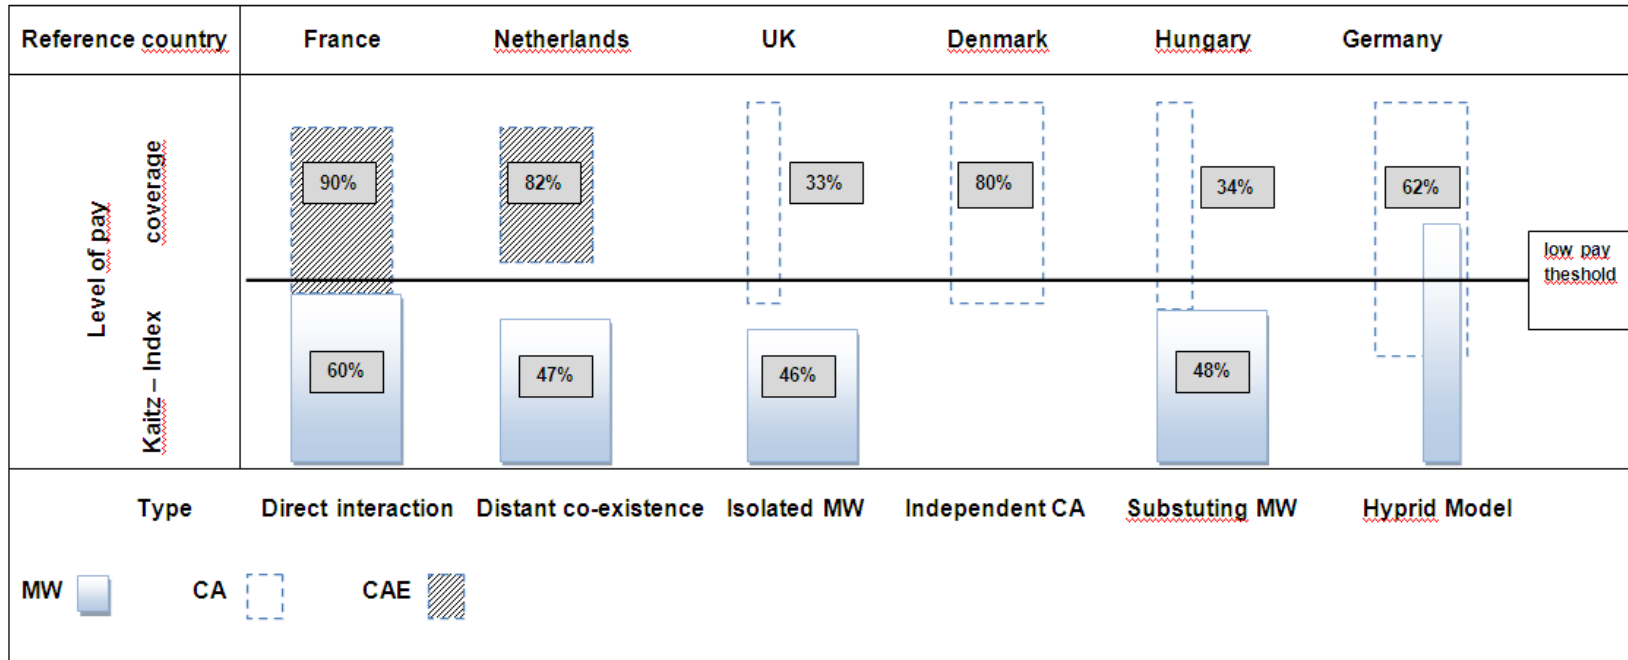 Reference country France Netherlands UK Denmark Hungary Germany
Level of pay
coverage
90% 82% 33% 80% 34% 62%
low pay
theshold
Kaitz – Index
60% 47% 46% 48%
Type Direct interaction Distant co-existence Isolated MW Independent CA Substuting MW Hyprid Model
MW CA CAE